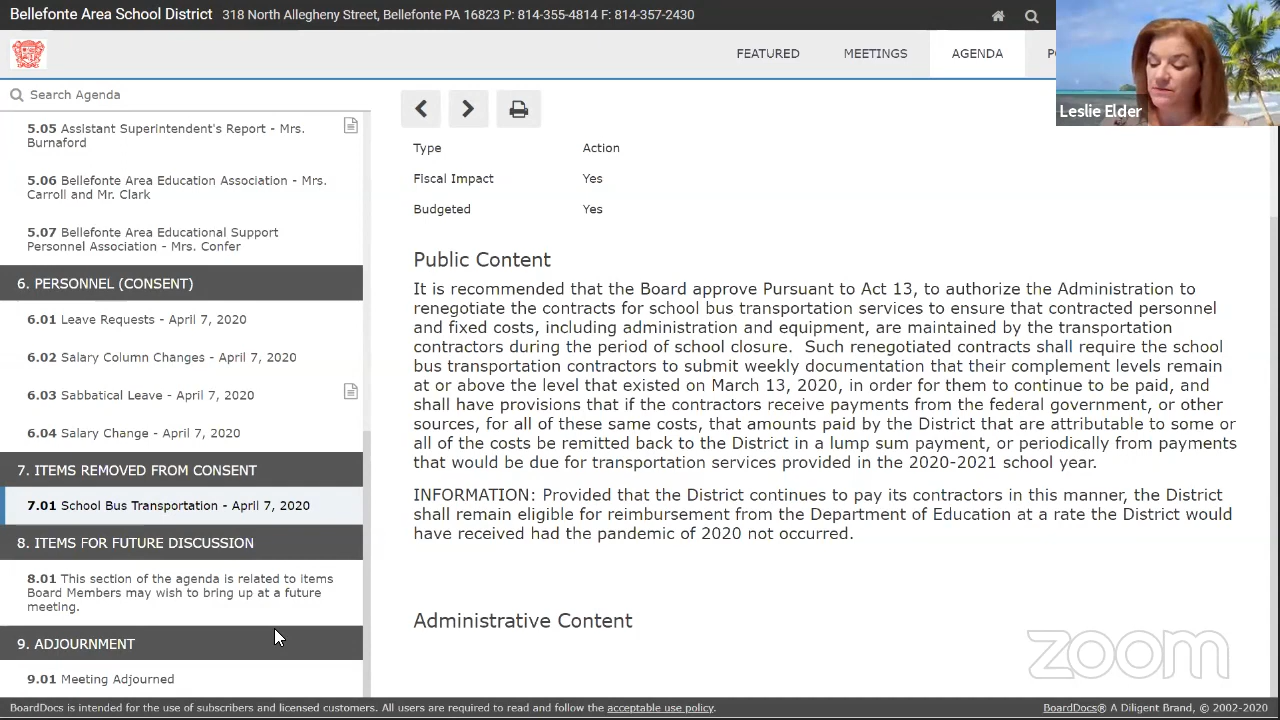 Bellefonte Area School District 318 North Allegheny Street, Bellefonte PA 16823 P: 814-355-4814 F: 814-357-2430
FEATURED MEETINGS AGENDA
Leslie Elder
Search Agenda
5.05 Assistant Superintendent's Report - Mrs.
Burnaford
5.06 Bellefonte Area Education Association - Mrs.
Carroll and Mr. Clark
5.07 Bellefonte Area Educational Support
Personnel Association - Mrs. Confer
6. PERSONNEL (CONSENT)
6.01 Leave Requests - April 7, 2020
6.02 Salary Column Changes - April 7, 2020
6.03 Sabbatical Leave - April 7, 2020
6.04 Salary Change - April 7, 2020
7. ITEMS REMOVED FROM CONSENT
7.01 School Bus Transportation - April 7, 2020
8. ITEMS FOR FUTURE DISCUSSION
8.01 This section of the agenda is related to items
Board Members may wish to bring up at a future
meeting.
9. ADJOURNMENT
9.01 Meeting Adjourned
Type Action
Fiscal Impact Yes
Budgeted Yes
Public Content
It is recommended that the Board approve Pursuant to Act 13, to authorize the Administration to
renegotiate the contracts for school bus transportation services to ensure that contracted personnel
and fixed costs, including administration and equipment, are maintained by the transportation
contractors during the period of school closure.  Such renegotiated contracts shall require the school
bus transportation contractors to submit weekly documentation that their complement levels remain
at or above the level that existed on March 13, 2020, in order for them to continue to be paid, and
shall have provisions that if the contractors receive payments from the federal government, or other
sources, for all of these same costs, that amounts paid by the District that are attributable to some or
all of the costs be remitted back to the District in a lump sum payment, or periodically from payments
that would be due for transportation services provided in the 2020-2021 school year.
INFORMATION: Provided that the District continues to pay its contractors in this manner, the District
shall remain eligible for reimbursement from the Department of Education at a rate the District would
have received had the pandemic of 2020 not occurred.
Administrative Content
zoom
BoardDocs is intended for the use of subscribers and licensed customers. All users are required to read and follow the acceptable use policy.
BoardDocs® A Diligent Brand, © 2002-2020